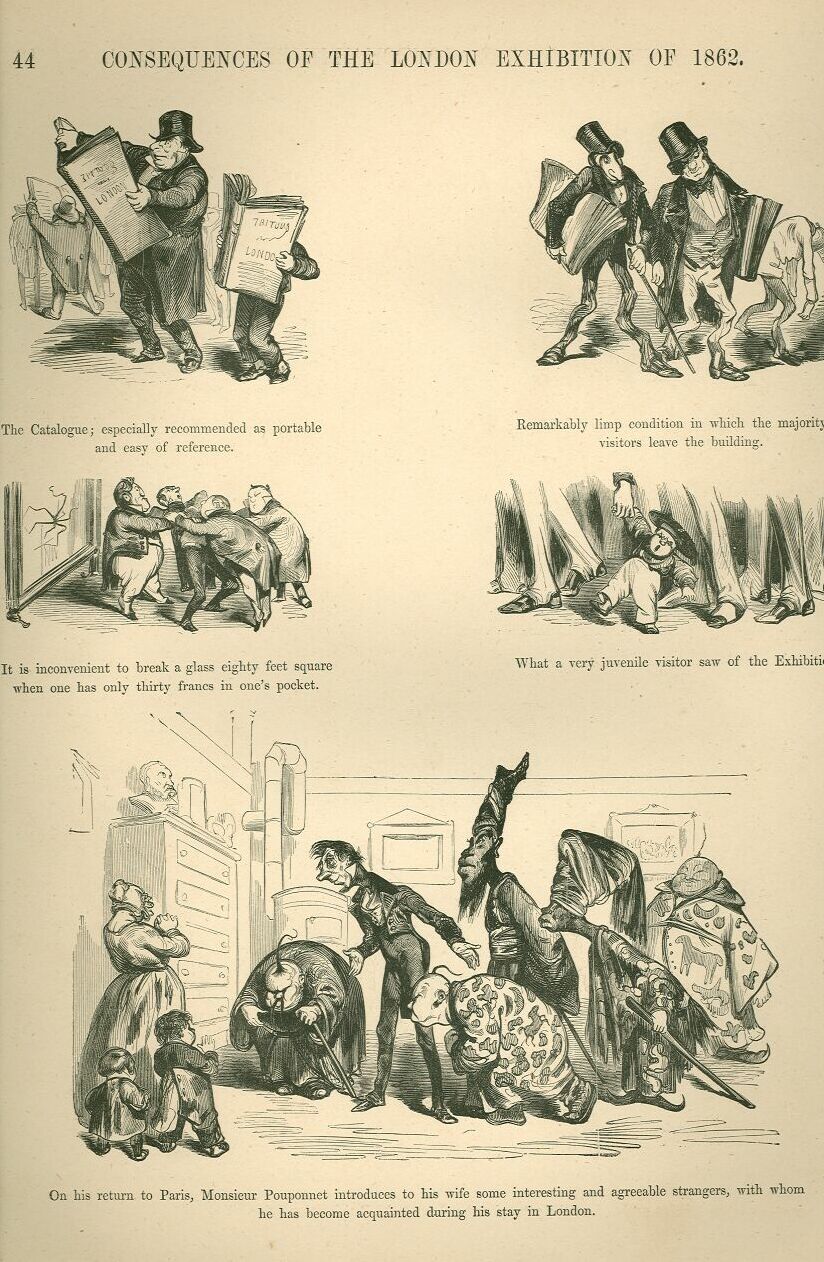 44 CONSEQUENCES OF THE LONDON EXHIBITION OF 1862.
LONDON
LONDO
The Catalogue; especially recommended as portable
and easy of reference.
Remarkably limp condition in which the majority
visitors leave the building.
It is inconvenient to break a glass eighty feet square
when one has only thirty francs in one's pocket.
What a very juvenile visitor saw of the Exhibiti
On his return to Paris, Monsieur Pouponnet introduces to his wife some interesting and agreeable strangers, with whom
he has become acquainted during his stay in London.